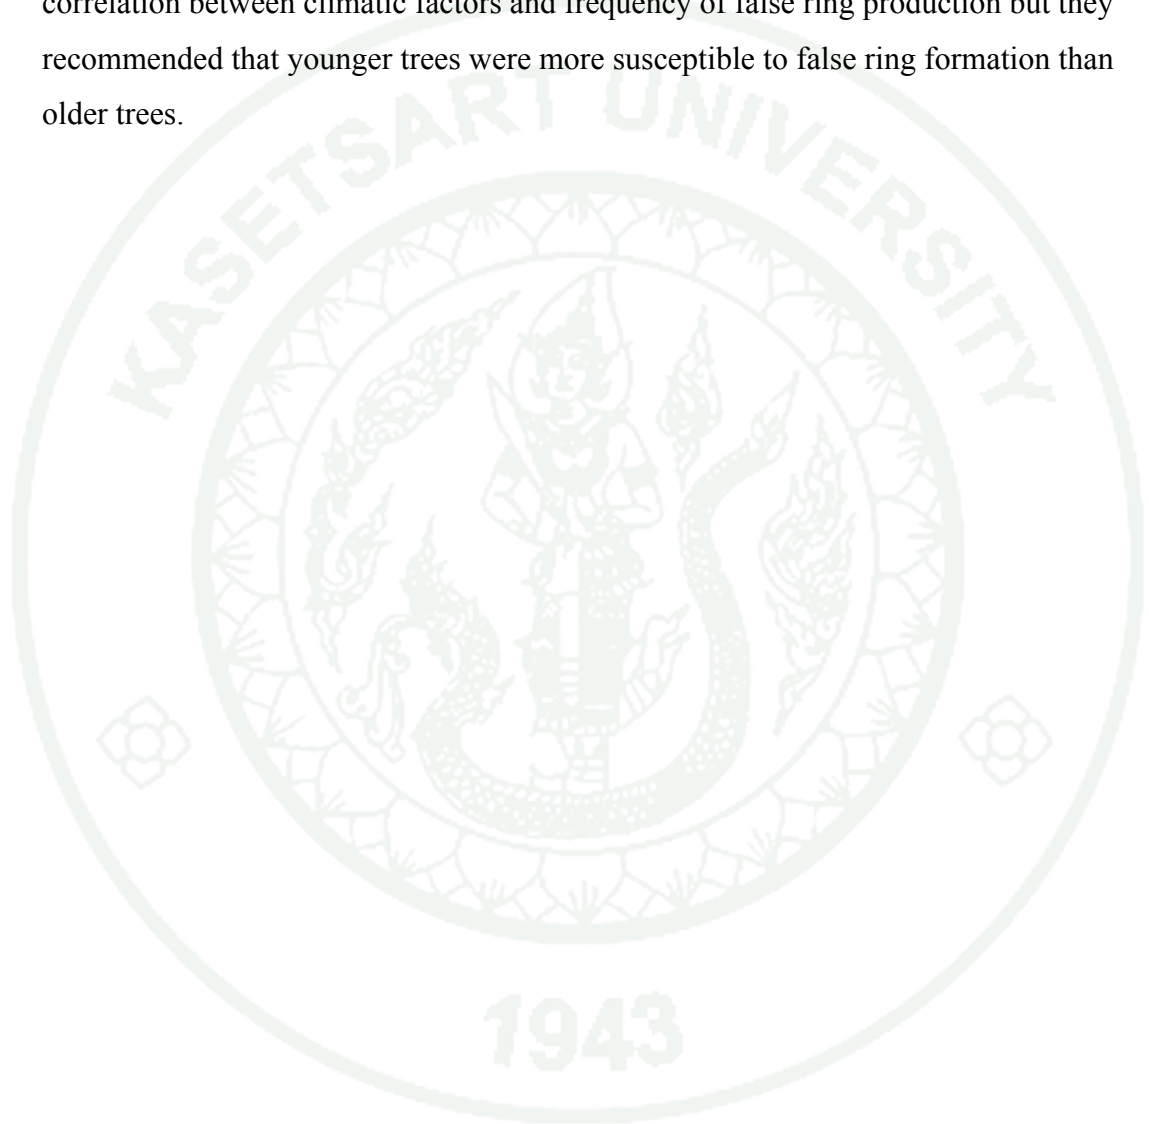 correlation between climatic factors and frequency of false ring production but they
recommended that younger trees were more susceptible to false ring formation than
older trees.
KASETSART UNIVERSITY
1943